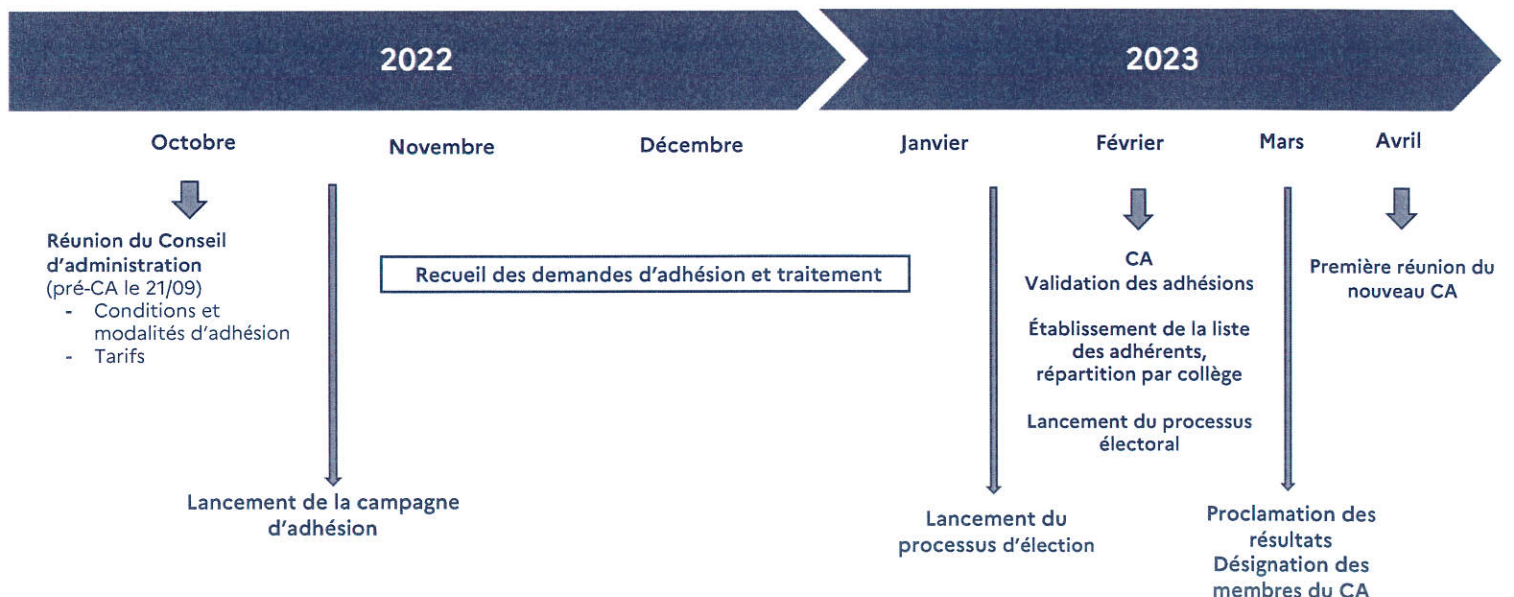 2022
2023
Octobre
Novembre
Décembre
Janvier
Février
Mars
Avril
Réunion du Conseil
d'administration
(pré-CA le 21/09)
- Conditions et
modalités d'adhésion
- Tarifs
Lancement de la campagne
d'adhésion
Recueil des demandes d'adhésion et traitement
Lancement du
processus d'élection
CA
Validation des adhésions
Établissement de la liste
des adhérents,
répartition par collège
Lancement du processus
électoral
Proclamation des
résultats
Désignation des
membres du CA
Première réunion du
nouveau CA